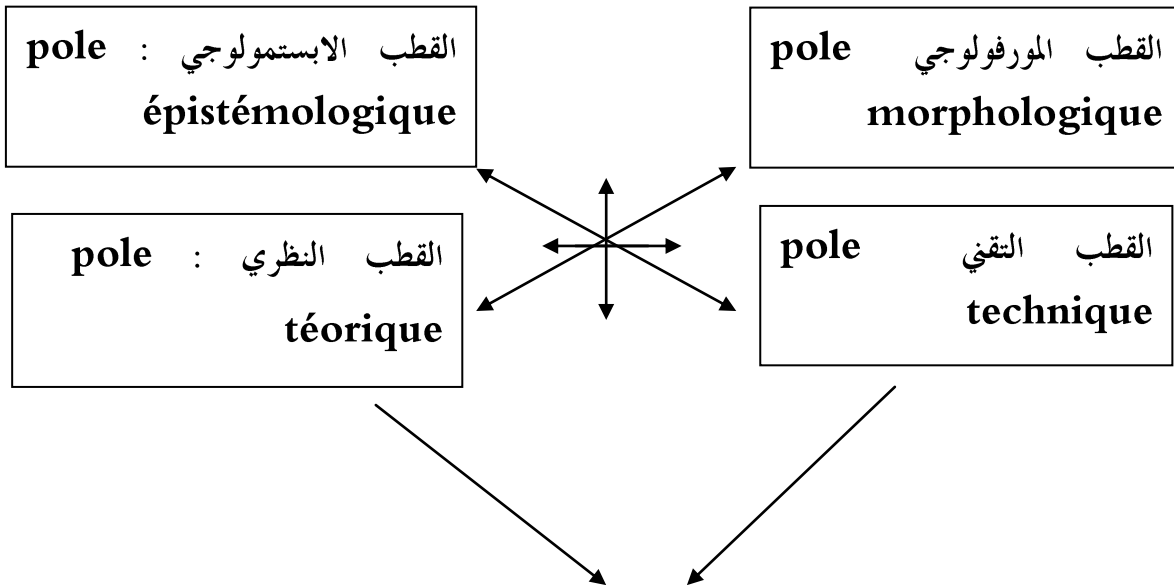 القطب الابستمولوجي : pole
épistémologique
القطب المورفولوجي pole
morphologique
القطب النظري : pole
téorique
القطب التقني pole
technique